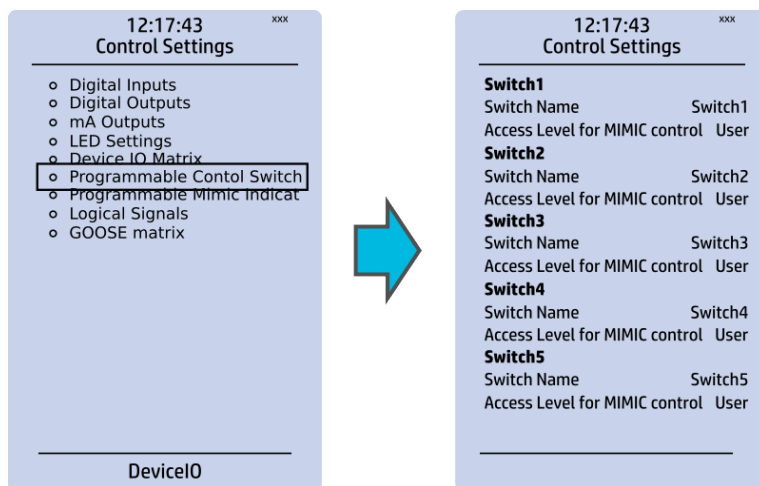 12:17:43 xxx
Control Settings
Digital Inputs
Digital Outputs
mA Outputs
LED Settings
Device IO Matrix
Programmable Contol Switch
Programmable Mimic Indicat
Logical Signals
GOOSE matrix
DeviceIO
12:17:43 xxx
Control Settings
Switch1
Switch Name Switch1
Access Level for MIMIC control User
Switch2
Switch Name Switch2
Access Level for MIMIC control User
Switch3
Switch Name Switch3
Access Level for MIMIC control User
Switch4
Switch Name Switch4
Access Level for MIMIC control User
Switch5
Switch Name Switch5
Access Level for MIMIC control User